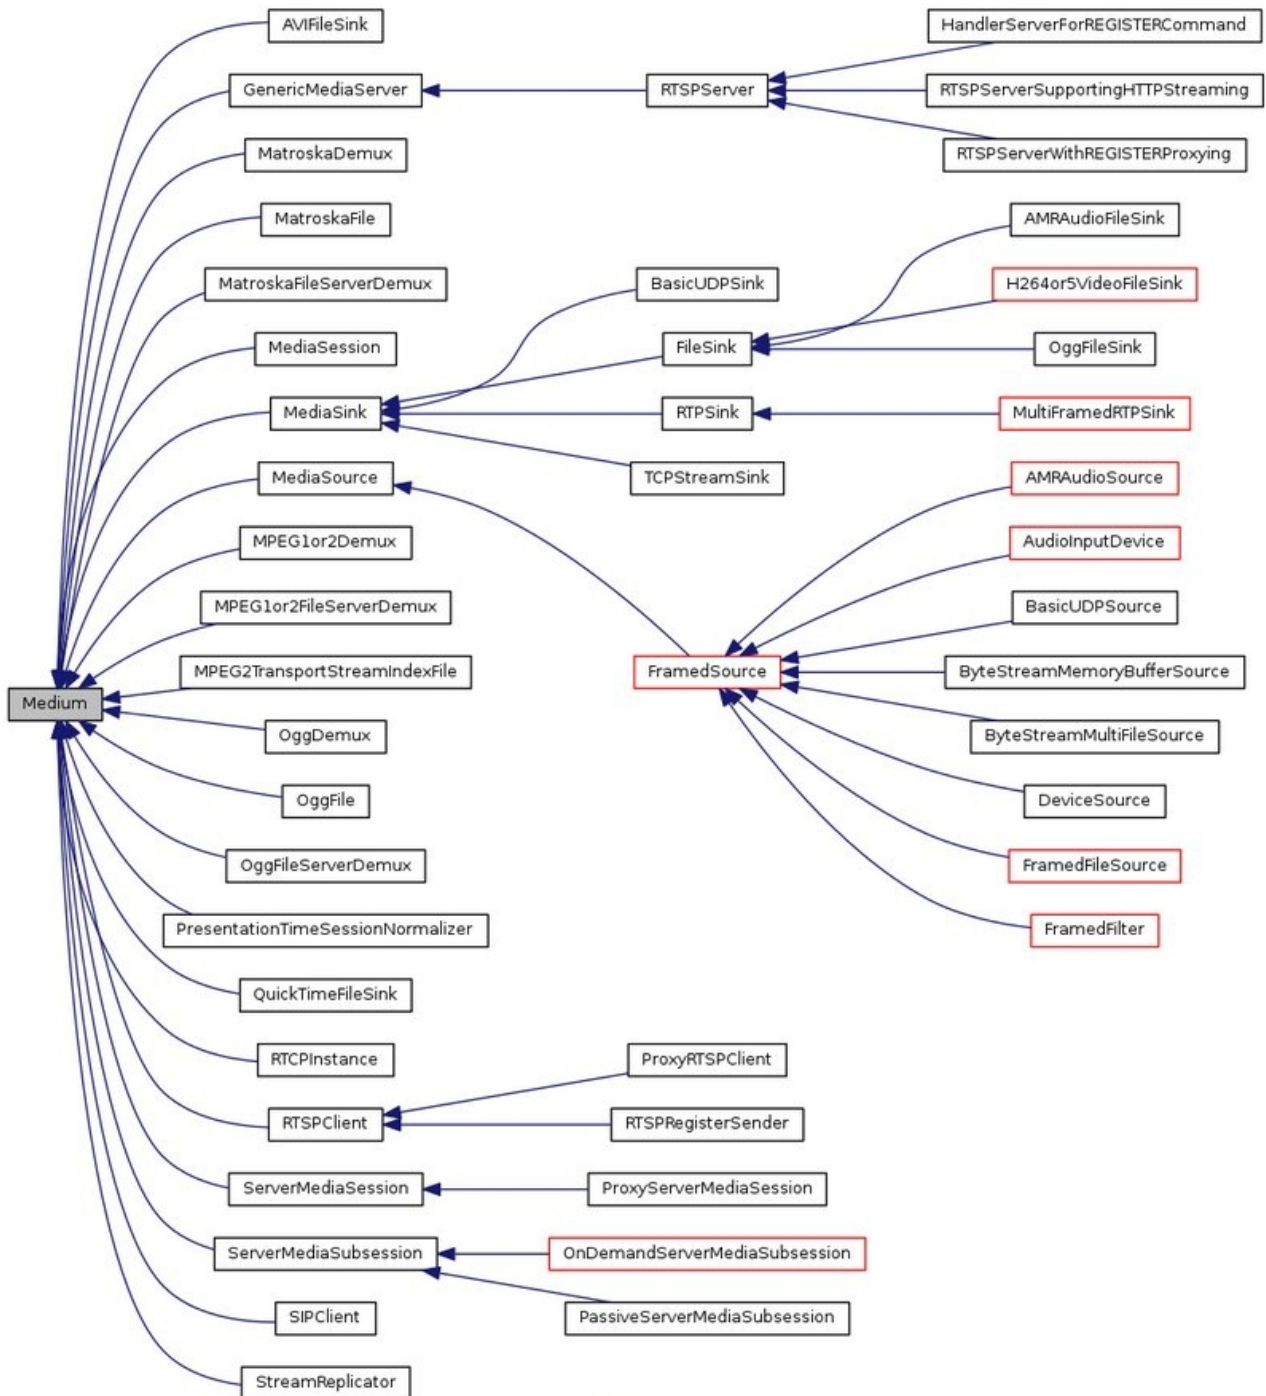 AVIFileSink
HandlerServerForREGISTERCommand
GenericMediaServer
RTSPServer
RTSPServerSupportingHTTPStreaming
MatroskaDemux
RTSPServerWithREGISTERProxying
MatroskaFile
AMRAudioFileSink
MatroskaFileServerDemux
BasicUDPSink
H264or5VideoFileSink
MediaSession
FileSink
OggFileSink
MediaSink
RTPSink
MultiFramedRTPSink
MediaSource
TCPStreamSink
AMRAudioSource
MPEG1or2Demux
AudioInputDevice
MPEG1or2FileServerDemux
BasicUDPSource
MPEG2TransportStreamIndexFile
FramedSource
ByteStreamMemoryBufferSource
Medium
OggDemux
ByteStreamMultiFileSource
OggFile
DeviceSource
OggFileServerDemux
FramedFileSource
PresentationTimeSessionNormalizer
FramedFilter
QuickTimeFileSink
RTCPInstance
ProxyRTSPClient
RTSPClient
RTSPRegisterSender
ServerMediaSession
ProxyServerMediaSession
ServerMediaSubsession
OnDemandServerMediaSubsession
SIPClient
PassiveServerMediaSubsession
StreamReplicator